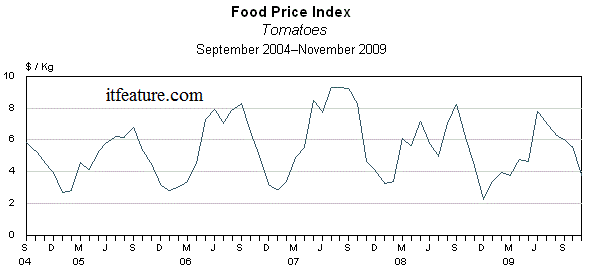 Food Price Index
Tomatoes
September 2004–November 2009
$ / Kg
10
itfeature.com
8
6
4
2
0
S D M J S D M J S D M J S D M J S D M J S
04 05 06 07 08 09